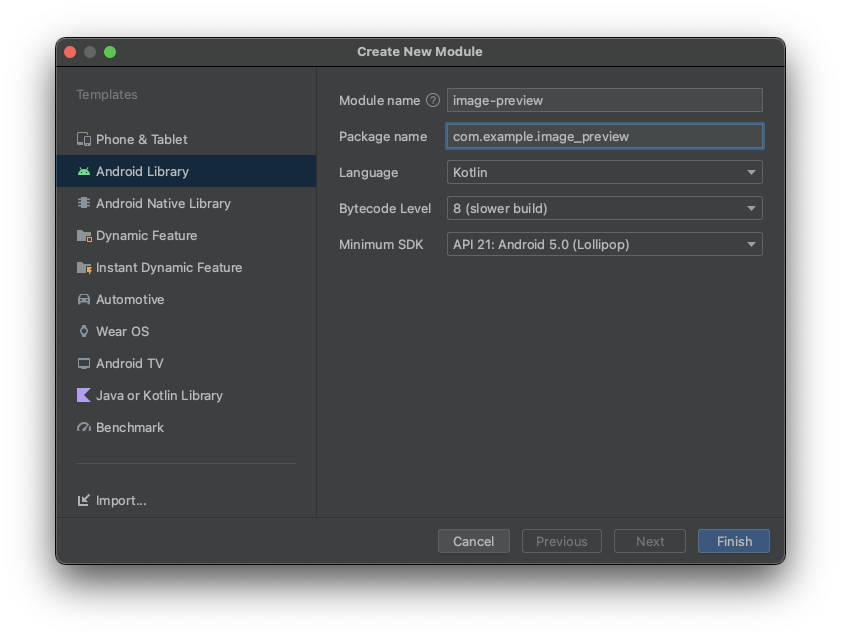 Create New Module
Templates
Phone & Tablet
Android Library
Android Native Library
Dynamic Feature
Instant Dynamic Feature
Automotive
Wear OS
Android TV
Java or Kotlin Library
Benchmark
Import...
Module name ? image-preview
Package name com.example.image_preview
Language Kotlin
Bytecode Level 8 (slower build)
Minimum SDK API 21: Android 5.0 (Lollipop)
Cancel Previous Next Finish